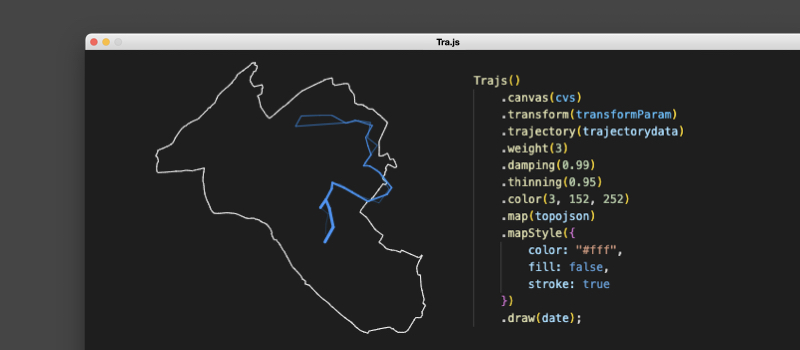 Tra.js
Trajs()
.canvas(cvs)
.transform(transformParam)
.trajectory(trajectorydata)
.weight(3)
.damping(0.99)
.thinning(0.95)
.color(3, 152, 252)
.map(topojson)
.mapStyle({
color: "#fff",
fill: false,
stroke: true
})
.draw(date);